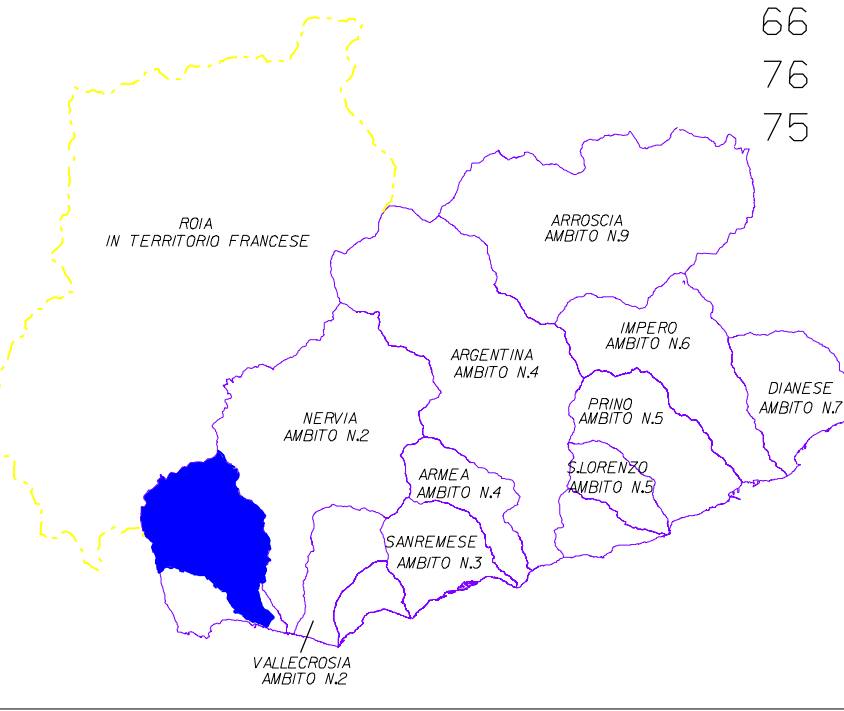 66
76
75
ROIA
IN TERRITORIO FRANCESE
ARROSCIA
AMBITO N.9
IMPERO
AMBITO N.6
ARGENTINA
AMBITO N.4
DIANESE
AMBITO N.7
PRINO
AMBITO N.5
NERVIA
AMBITO N.2
S.LORENZO
AMBITO N.5
ARMEA
AMBITO N.4
SANREMESE
AMBITO N.3
VALLECROSIA
AMBITO N.2